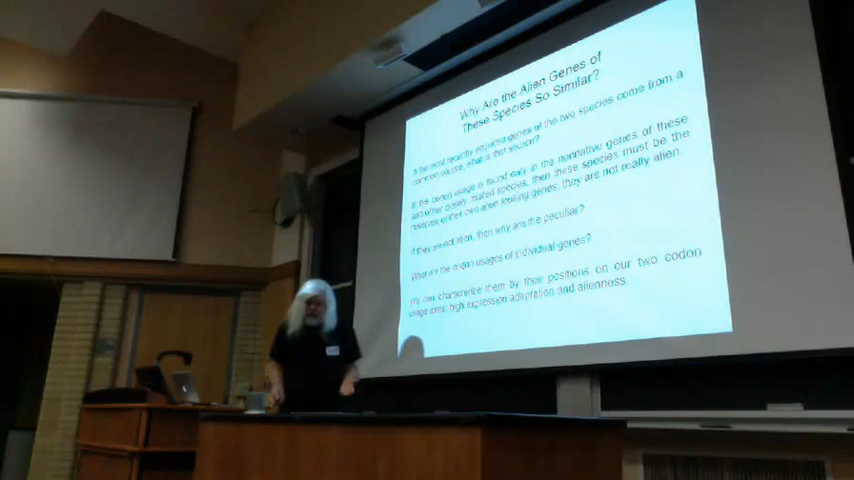 Why Are the Alien Genes of
These Species So Similar?
If the most recently acquired genes of the two species come from a
common source, what is that source?
If this codon usage is found only in the nonnative genes of these
and other closely related species, then these species must be the
reservoir of their own alien looking genes; they are not really alien.
If they are not alien, then why are the peculiar?
What are the codon usages of individual genes?
We can characterize them by their positions on our two codon
usage axes: high expression adaptation and alienness.